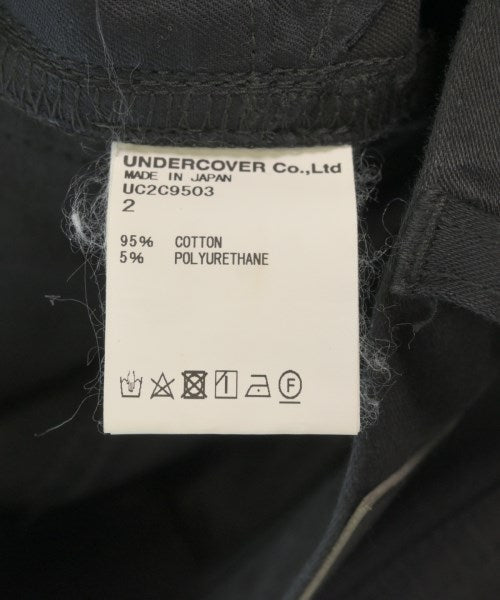 UNDERCOVER Co.,Ltd
MADE IN JAPAN
UC2C9503
2
95% COTTON
5% POLYURETHANE
F